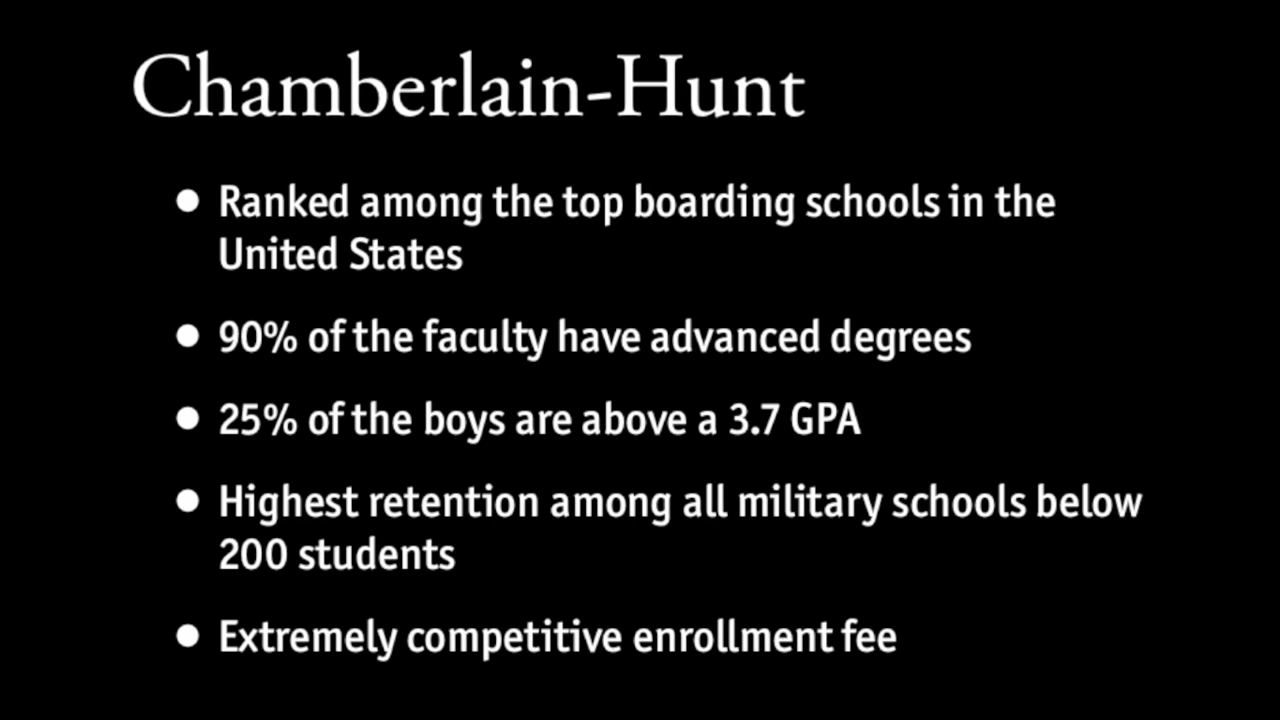 Chamberlain-Hunt
● Ranked among the top boarding schools in the
United States
● 90% of the faculty have advanced degrees
● 25% of the boys are above a 3.7 GPA
● Highest retention among all military schools below
200 students
● Extremely competitive enrollment fee